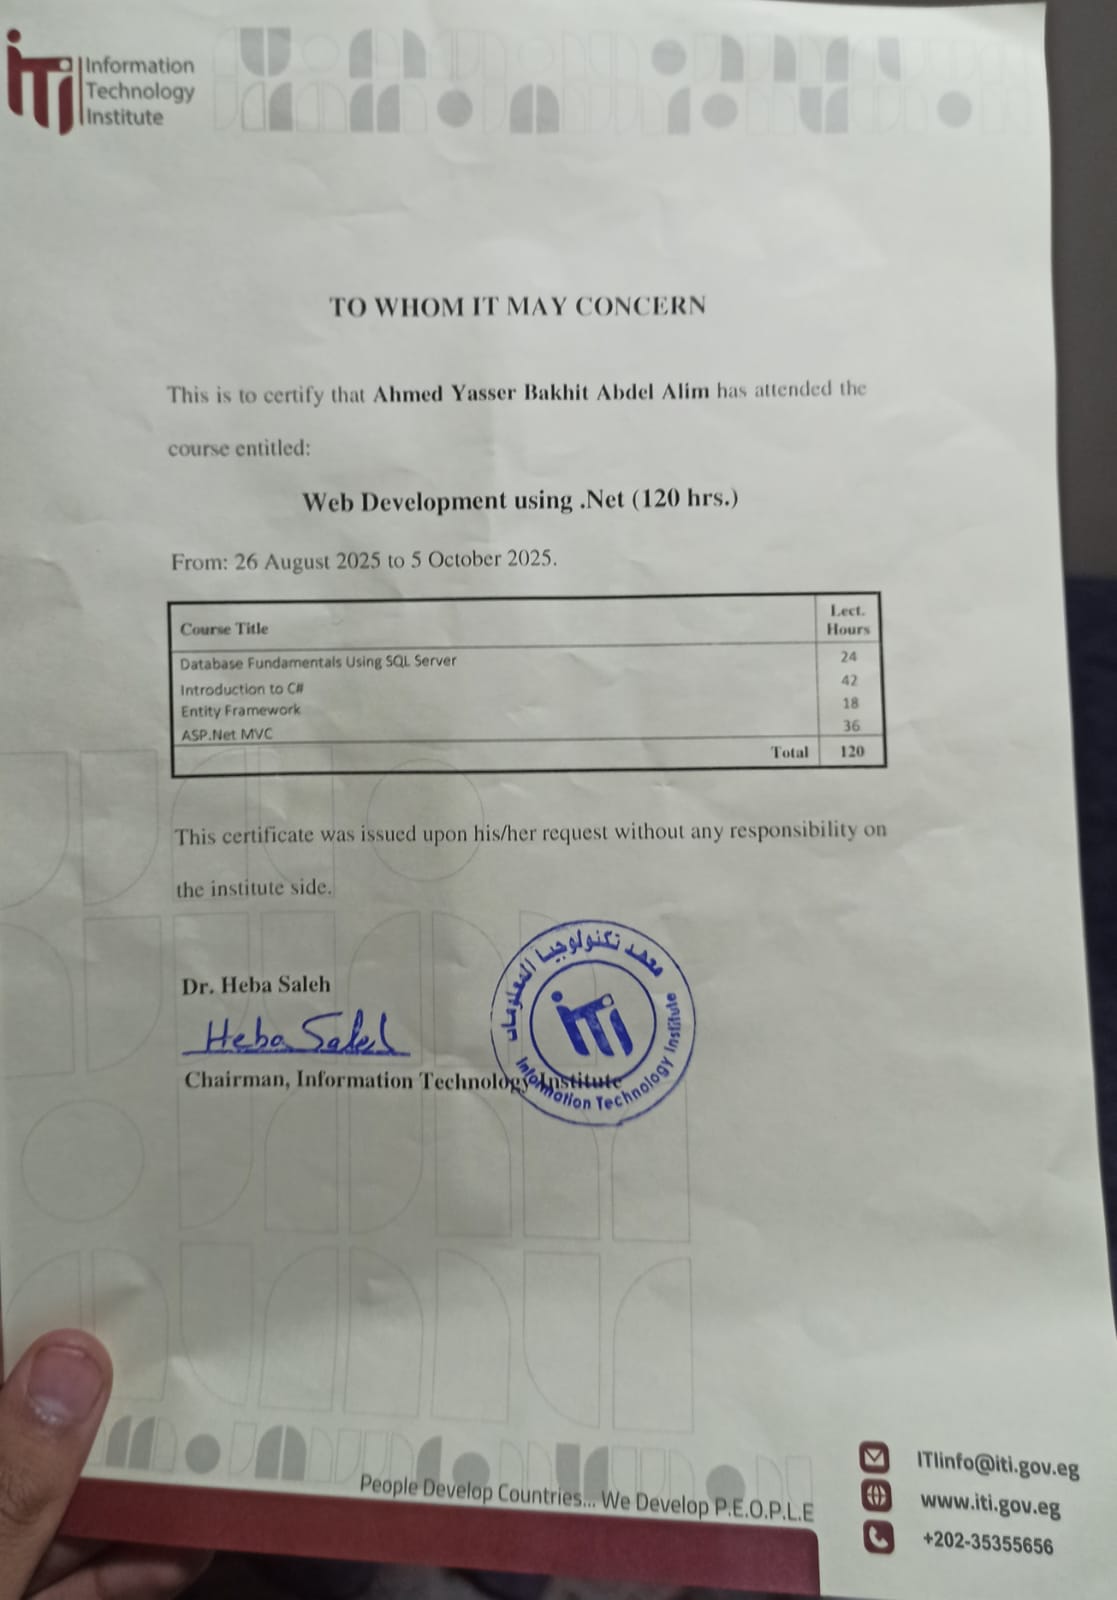 iTi
Information
Technology
Institute
TO WHOM IT MAY CONCERN
This is to certify that Ahmed Yasser Bakhit Abdel Alim has attended the
course entitled:
Web Development using .Net (120 hrs.)
From: 26 August 2025 to 5 October 2025.
Course Title Lect. Hours
Database Fundamentals Using SQL Server 24
Introduction to C# 42
Entity Framework 18
ASP.Net MVC 36
Total 120
This certificate was issued upon his/her request without any responsibility on
the institute side.
Dr. Heba Saleh
Heba Saleh
Chairman, Information Technology Institute
معهد تكنولوجيا المعلومات
iTi
Information Technology Institute
People Develop Countries... We Develop P.E.O.P.L.E
ITIinfo@iti.gov.eg
www.iti.gov.eg
+202-35355656